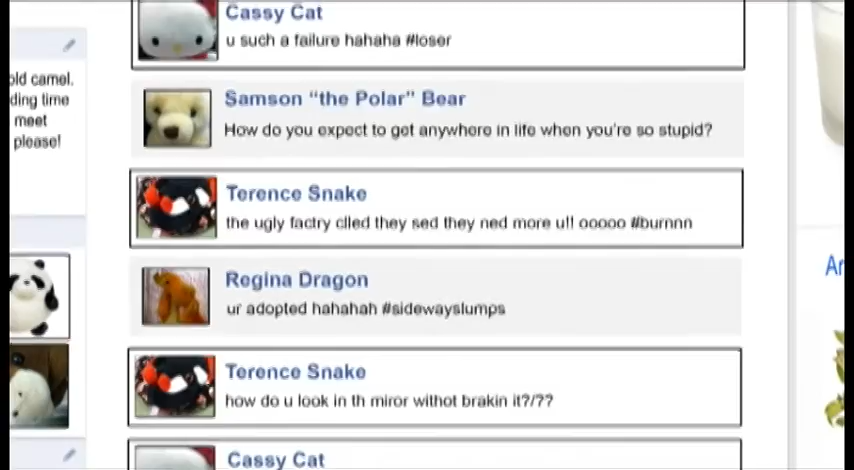 Cassy Cat
u such a failure hahaha #loser
old camel.
ding time
meet
please!
Samson "the Polar" Bear
How do you expect to get anywhere in life when you're so stupid?
Terence Snake
the ugly factry clled they sed they ned more u!! ooooo #burnnn
Regina Dragon
ur adopted hahahah #sidewayslumps
Terence Snake
how do u look in th miror withot brakin it?/??
Cassy Cat
Ar